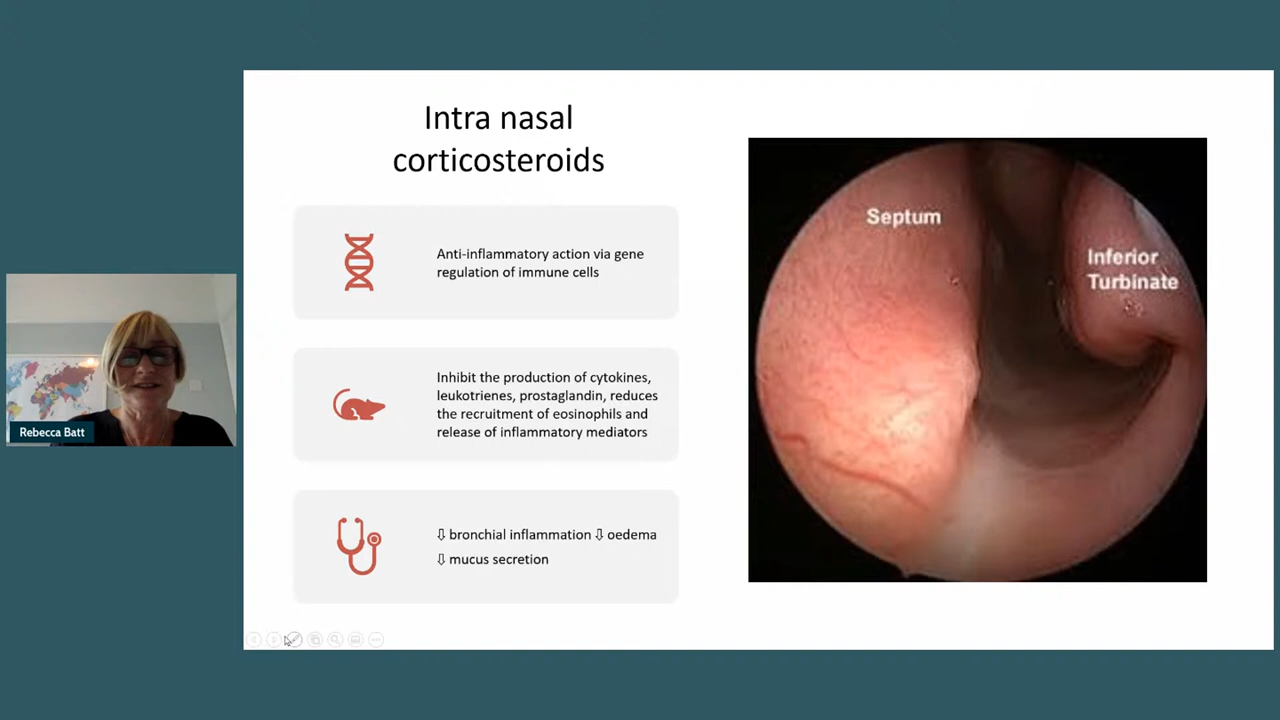 Intra nasal
corticosteroids
Anti-inflammatory action via gene
regulation of immune cells
Inhibit the production of cytokines,
leukotrienes, prostaglandin, reduces
the recruitment of eosinophils and
release of inflammatory mediators
⇩ bronchial inflammation ⇩ oedema
⇩ mucus secretion
Septum
Inferior
Turbinate
Rebecca Batt